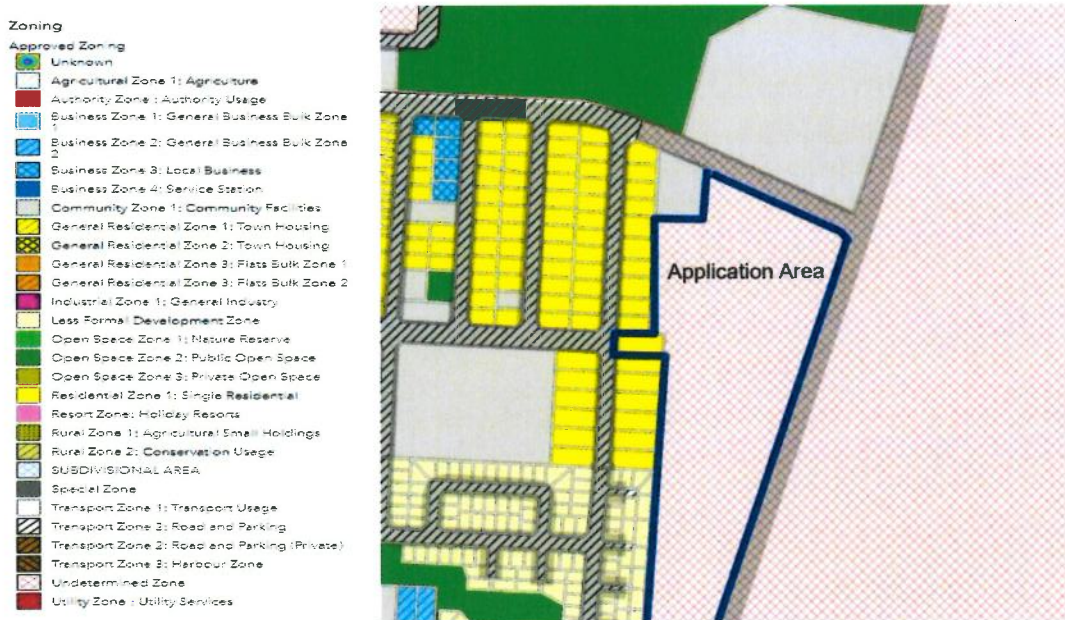 Zoning
Approved Zoning
Unknown
Agricultural Zone 1: Agriculture
Authority Zone : Authority Usage
Business Zone 1: General Business Bulk Zone
1
Business Zone 2: General Business Bulk Zone
2
Business Zone 3: Local Business
Business Zone 4: Service Station
Community Zone 1: Community Facilities
General Residential Zone 1: Town Housing
General Residential Zone 2: Town Housing
General Residential Zone 3: Flats Bulk Zone 1
General Residential Zone 3: Flats Bulk Zone 2
Industrial Zone 1: General Industry
Less Formal Development Zone
Open Space Zone 1: Nature Reserve
Open Space Zone 2: Public Open Space
Open Space Zone 3: Private Open Space
Residential Zone 1: Single Residential
Resort Zone: Holiday Resorts
Rural Zone 1: Agricultural Small Holdings
Rural Zone 2: Conservation Usage
SUBDIVISIONAL AREA
Special Zone
Transport Zone 1: Transport Usage
Transport Zone 2: Road and Parking
Transport Zone 2: Road and Parking (Private)
Transport Zone 3: Harbour Zone
Undetermined Zone
Utility Zone : Utility Services
Application Area